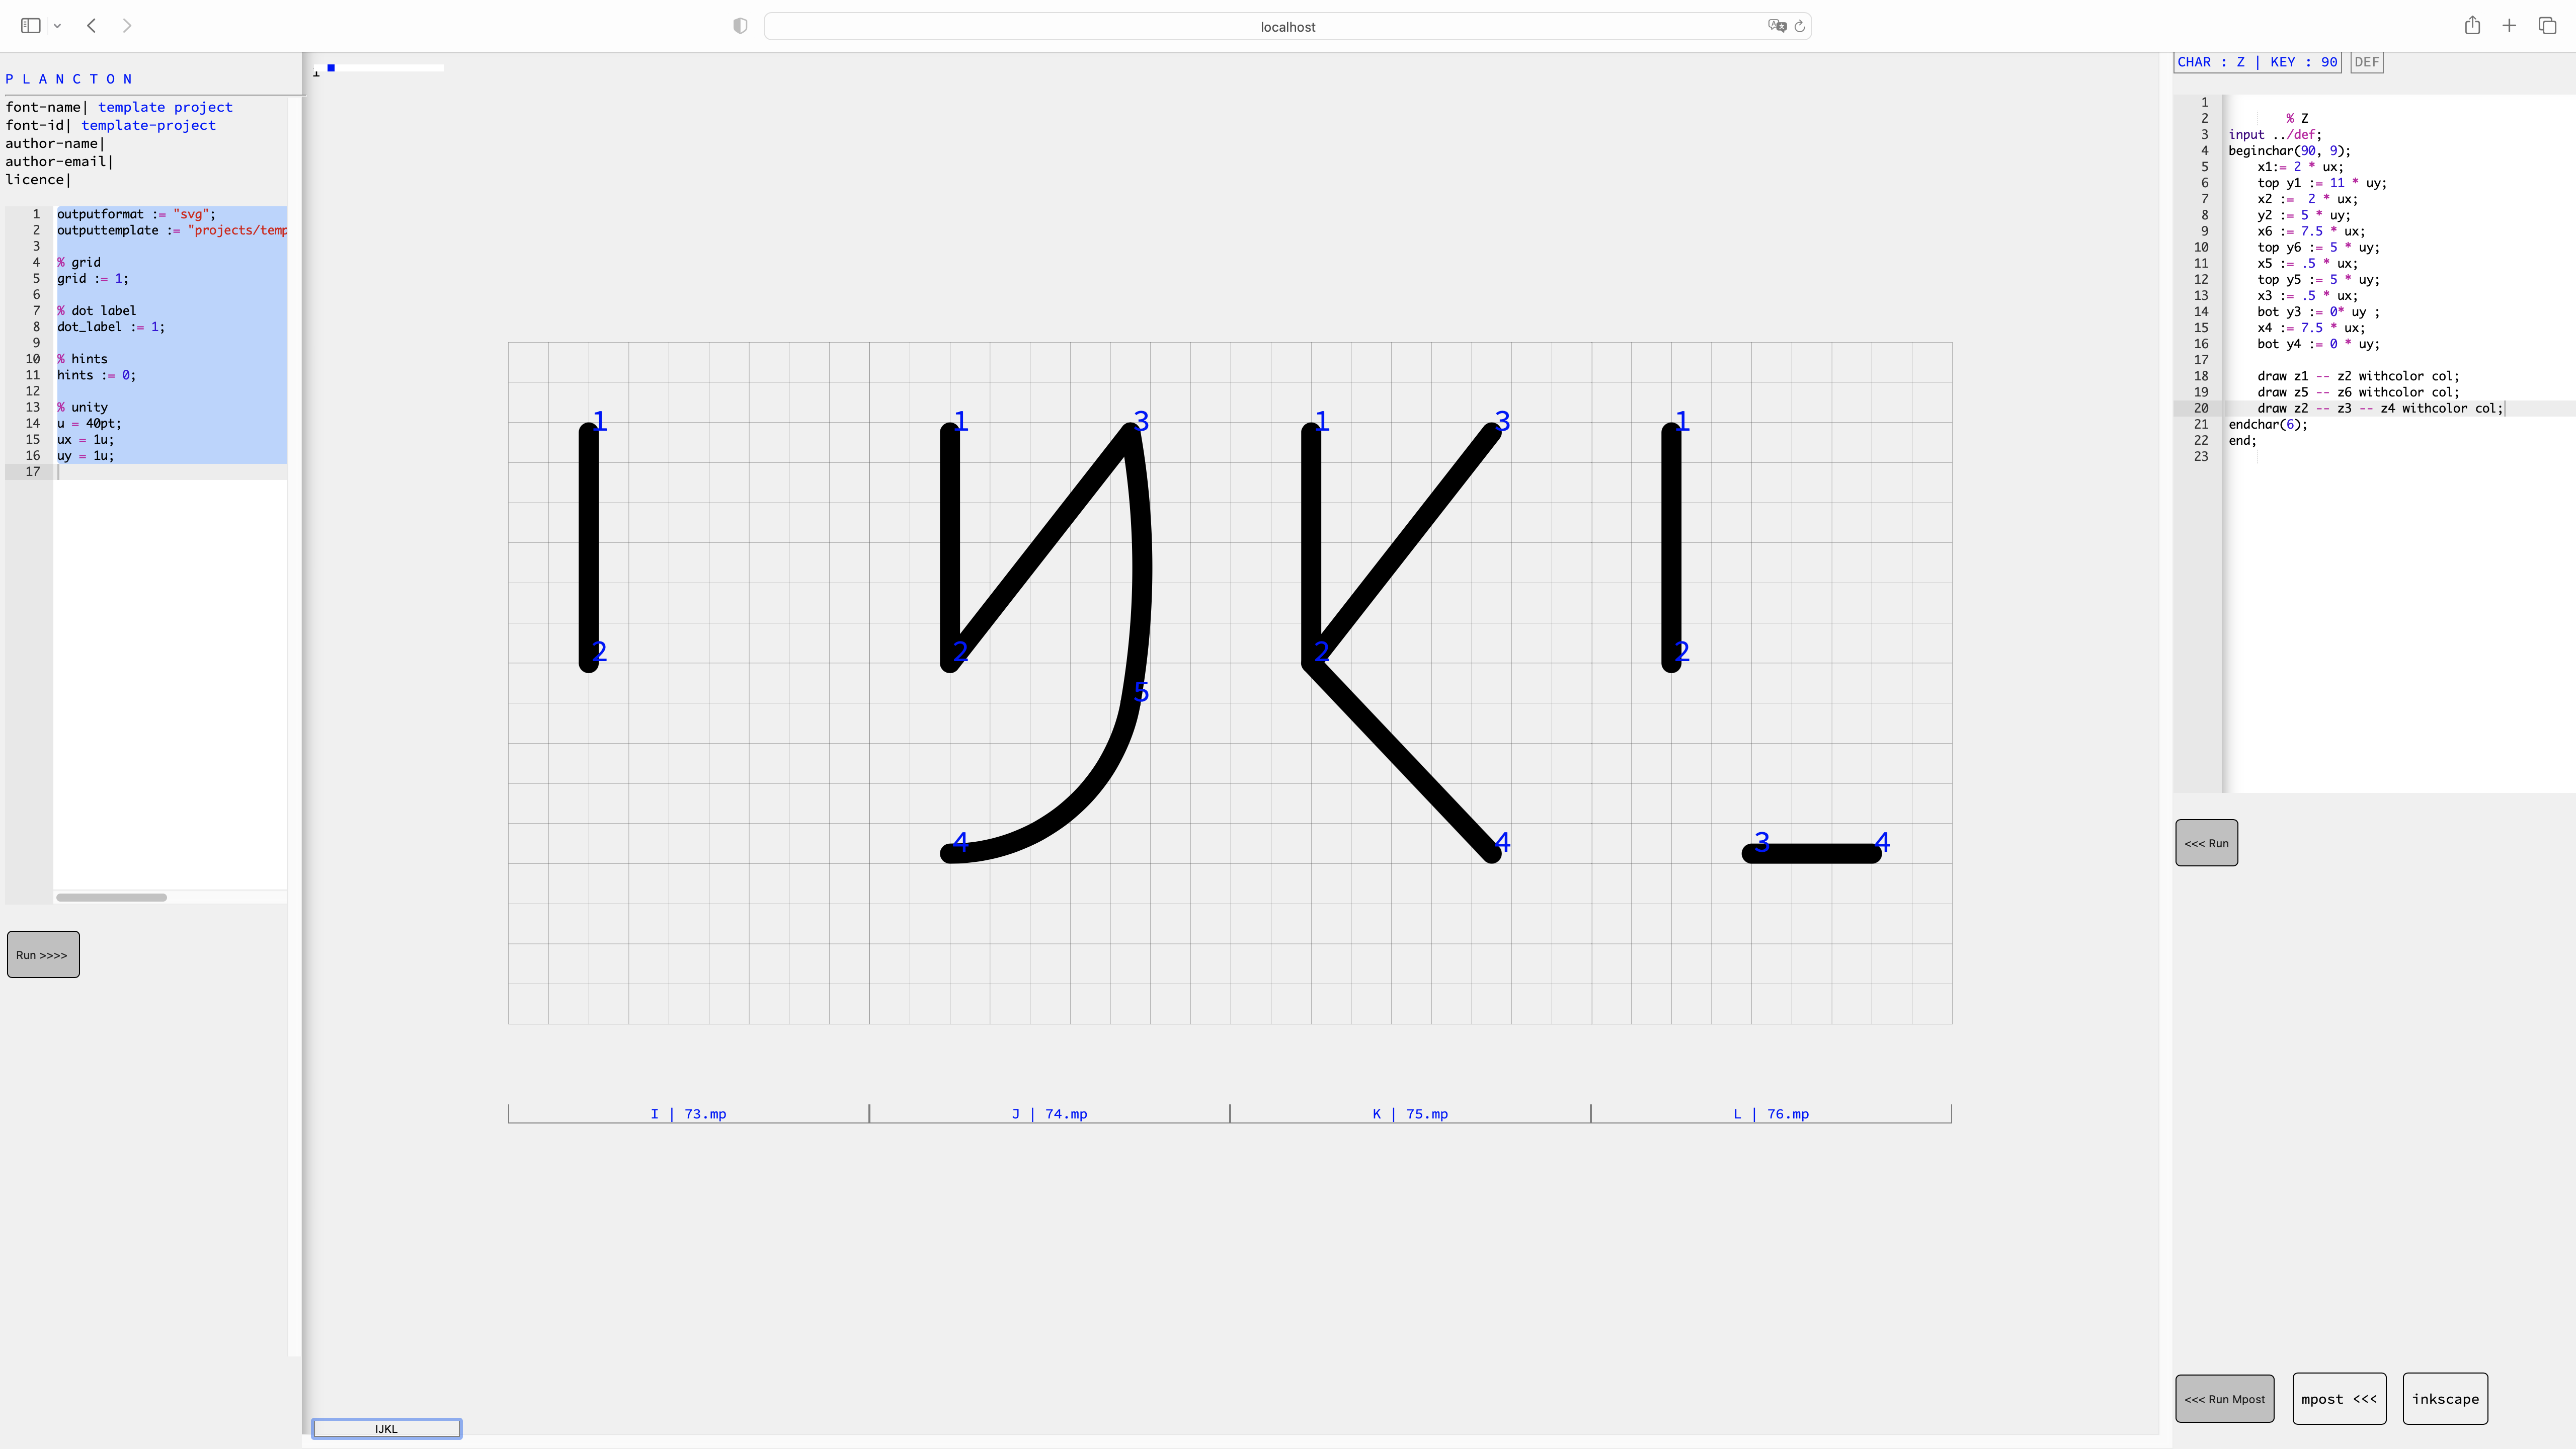 localhost
P L A N C T O N
font-name| template project
font-id| template-project
author-name|
author-email|
licence|
1 outputformat := "svg";
2 outputtemplate := "projects/temp
3
4 % grid
5 grid := 1;
6
7 % dot label
8 dot_label := 1;
9
10 % hints
11 hints := 0;
12
13 % unity
14 u = 40pt;
15 ux = 1u;
16 uy = 1u;
17
Run >>>>
1
1 1 3 1 3 1
2 2 2 2
5
4 4 3 4
I | 73.mp J | 74.mp K | 75.mp L | 76.mp
IJKL
CHAR : Z | KEY : 90 DEF
1
2 % Z
3 input ../def;
4 beginchar(90, 9);
5 x1:= 2 * ux;
6 top y1 := 11 * uy;
7 x2 := 2 * ux;
8 y2 := 5 * uy;
9 x6 := 7.5 * ux;
10 top y6 := 5 * uy;
11 x5 := .5 * ux;
12 top y5 := 5 * uy;
13 x3 := .5 * ux;
14 bot y3 := 0* uy ;
15 x4 := 7.5 * ux;
16 bot y4 := 0 * uy;
17
18 draw z1 -- z2 withcolor col;
19 draw z5 -- z6 withcolor col;
20 draw z2 -- z3 -- z4 withcolor col;
21 endchar(6);
22 end;
23
<<< Run
<<< Run Mpost mpost <<< inkscape